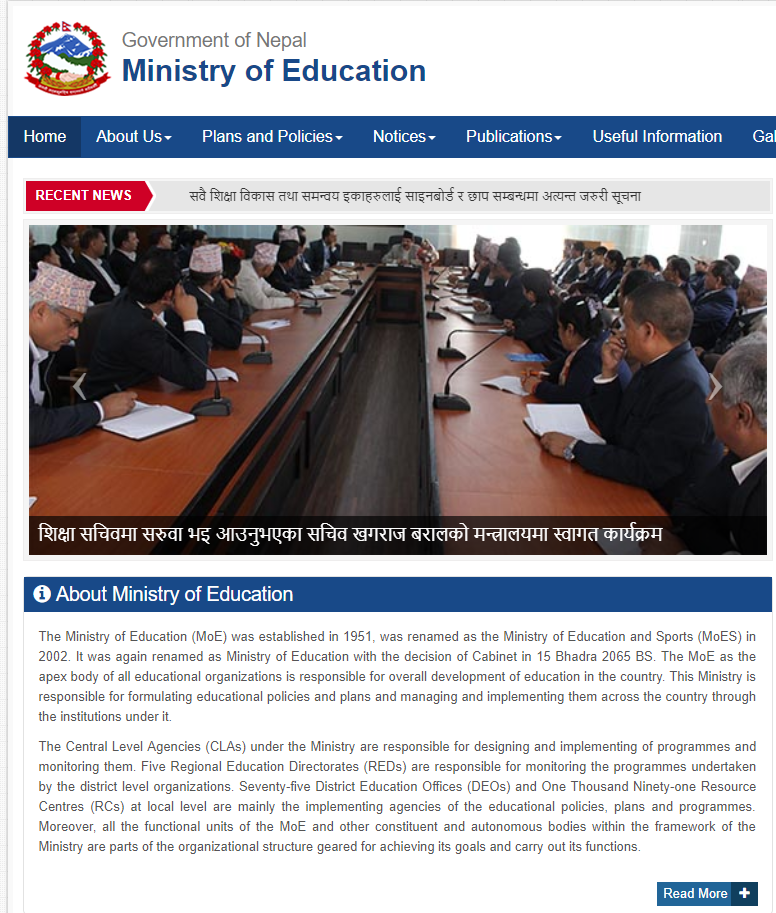 Government of Nepal
Ministry of Education
Home About Us Plans and Policies Notices Publications Useful Information
RECENT NEWS सवै शिक्षा विकास तथा समन्वय इकाहरुलाई साइनबोर्ड र छाप सम्बन्धमा अत्यन्त जरुरी सूचना
शिक्षा सचिवमा सरुवा भइ आउनुभएका सचिव खगराज बरालको मन्त्रालयमा स्वागत कार्यक्रम
About Ministry of Education
The Ministry of Education (MoE) was established in 1951, was renamed as the Ministry of Education and Sports (MoES) in
2002. It was again renamed as Ministry of Education with the decision of Cabinet in 15 Bhadra 2065 BS. The MoE as the
apex body of all educational organizations is responsible for overall development of education in the country. This Ministry is
responsible for formulating educational policies and plans and managing and implementing them across the country through
the institutions under it.
The Central Level Agencies (CLAs) under the Ministry are responsible for designing and implementing of programmes and
monitoring them. Five Regional Education Directorates (REDs) are responsible for monitoring the programmes undertaken
by the district level organizations. Seventy-five District Education Offices (DEOs) and One Thousand Ninety-one Resource
Centres (RCs) at local level are mainly the implementing agencies of the educational policies, plans and programmes.
Moreover, all the functional units of the MoE and other constituent and autonomous bodies within the framework of the
Ministry are parts of the organizational structure geared for achieving its goals and carry out its functions.
Read More +